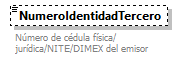 NumeroIdentidadTercero
Número de cédula física/
jurídica/NITE/DIMEX del emisor